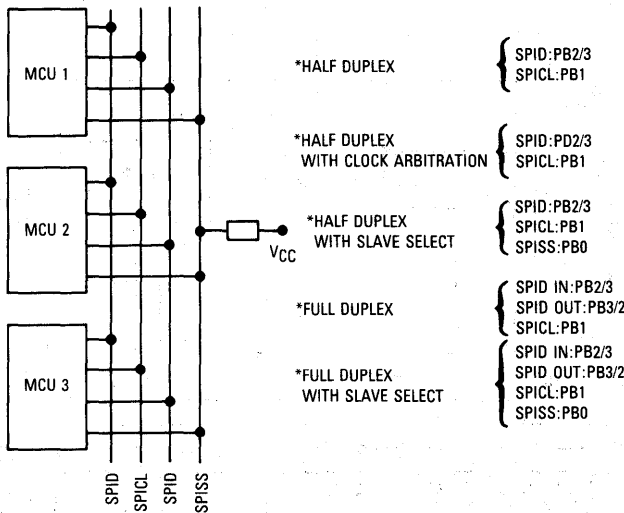 MCU 1
MCU 2
MCU 3
VCC
SPID
SPICL
SPID
SPISS
*HALF DUPLEX
SPID:PB2/3
SPICL:PB1
*HALF DUPLEX
WITH CLOCK ARBITRATION
SPID:PD2/3
SPICL:PB1
*HALF DUPLEX
WITH SLAVE SELECT
SPID:PB2/3
SPICL:PB1
SPISS:PB0
*FULL DUPLEX
SPID IN:PB2/3
SPID OUT:PB3/2
SPICL:PB1
*FULL DUPLEX
WITH SLAVE SELECT
SPID IN:PB2/3
SPID OUT:PB3/2
SPICL:PB1
SPISS:PB0